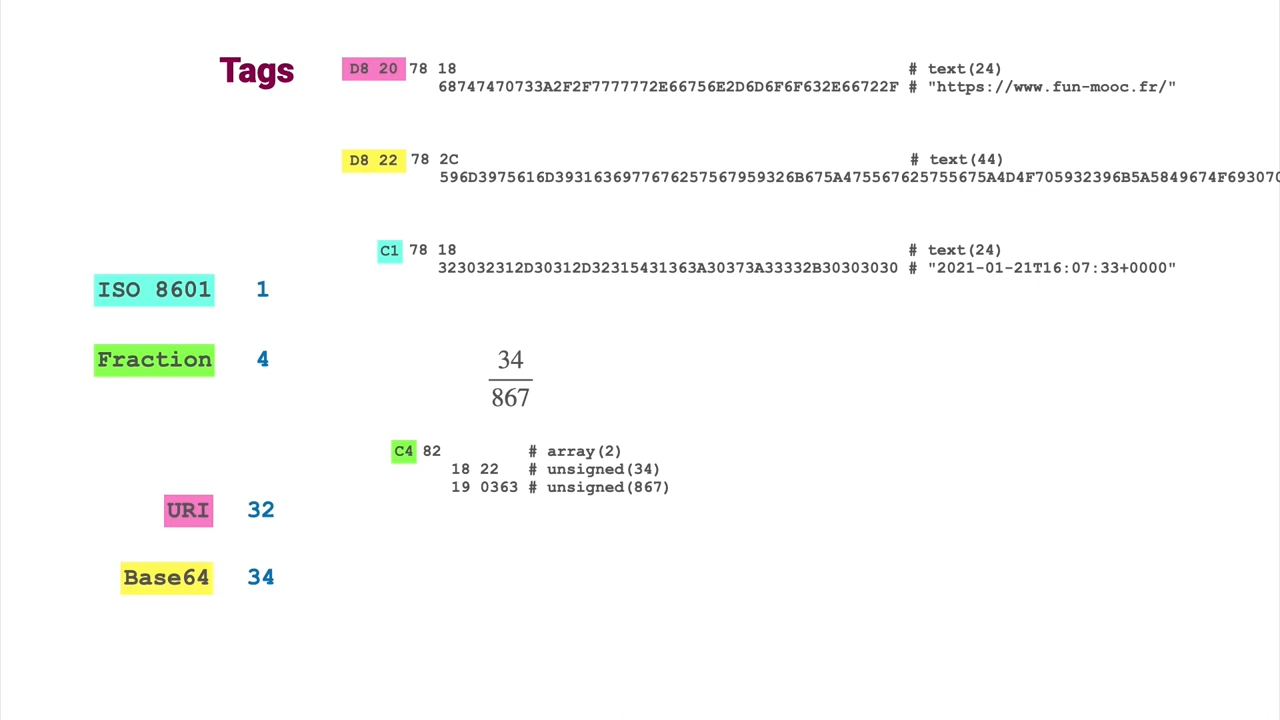 Tags
D8 20 78 18 # text(24)
68747470733A2F2F7777772E66756E2D6D6F6F632E66722F # "https://www.fun-mooc.fr/"
D8 22 78 2C # text(44)
596D3975616D3931636977676257567959326B675A475567625755675A4D4F705932396B5A5849674F693070
C1 78 18 # text(24)
323032312D30312D32315431363A30373A33332B30303030 # "2021-01-21T16:07:33+0000"
ISO 8601 1
Fraction 4
34
867
C4 82 # array(2)
18 22 # unsigned(34)
19 0363 # unsigned(867)
URI 32
Base64 34